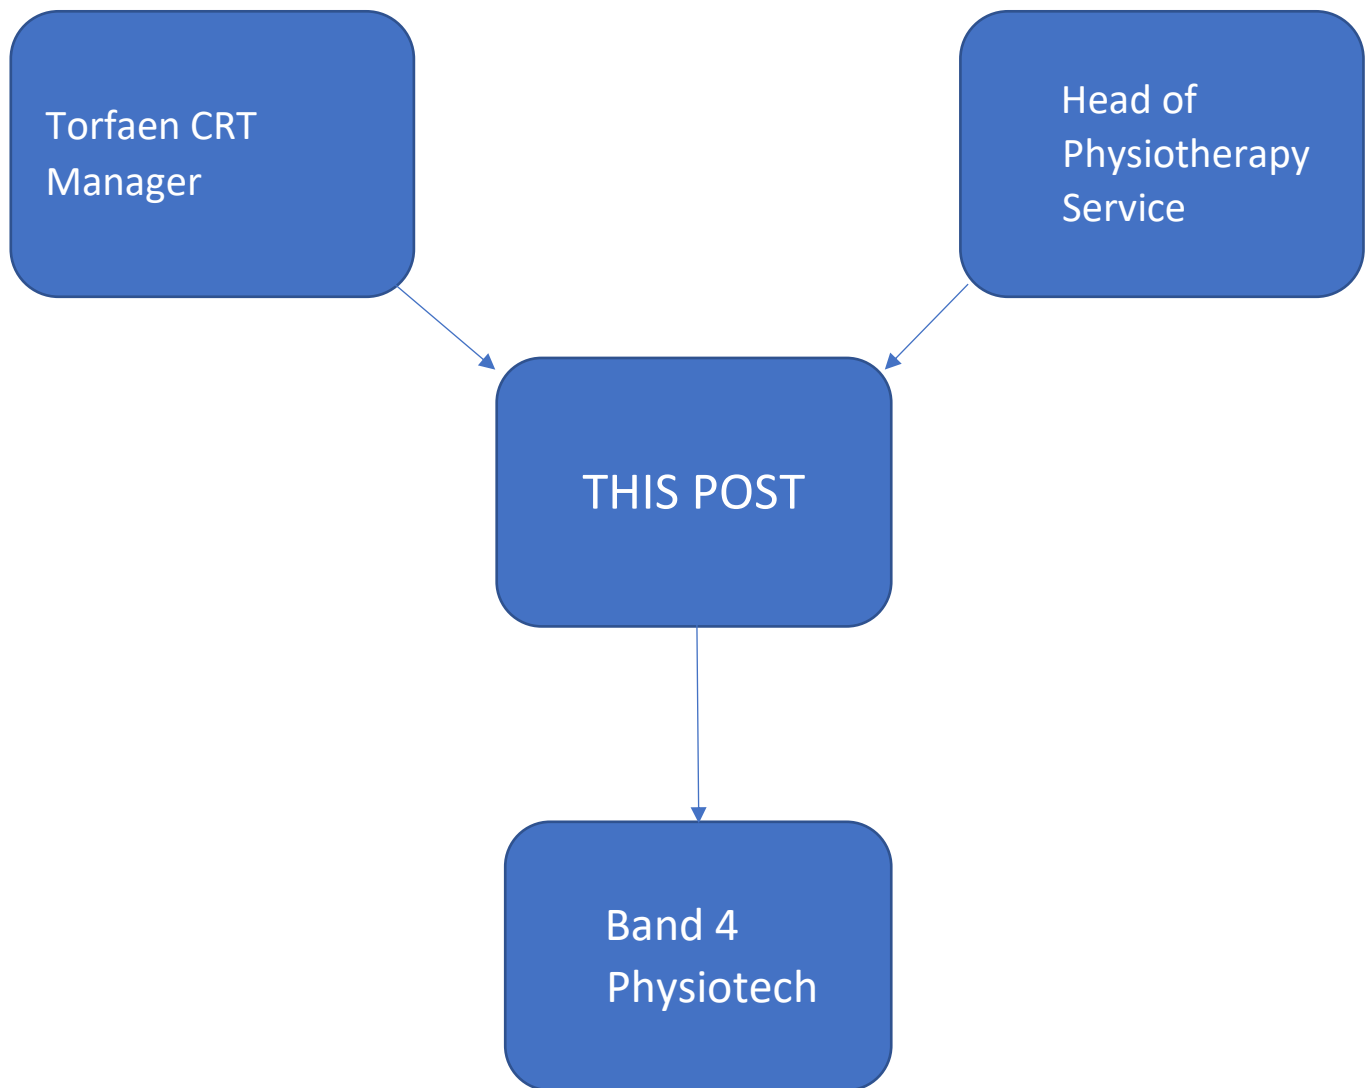 Torfaen CRT
Manager
Head of
Physiotherapy
Service
THIS POST
Band 4
Physiotech